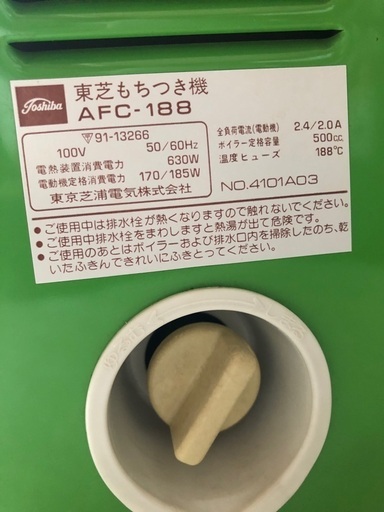 Toshiba
東芝もちつき機
AFC-188
▽91-13266
100V 50/60Hz
電熱装置消費電力 630W
電動機定格消費電力 170/185W
東京芝浦電気株式会社
全負荷電流(電動機) 2.4/2.0A
ボイラー定格容量 500cc
温度ヒューズ 188℃
NO.4101A03
●ご使用中は排水栓が熱くなりますので触れないでください。
●ご使用中に排水栓をまわしますと熱湯が出て危険です。
●ご使用のあとはボイラーおよび排水口内を掃除したのち、乾
いたふきんできれいにふきとってください。